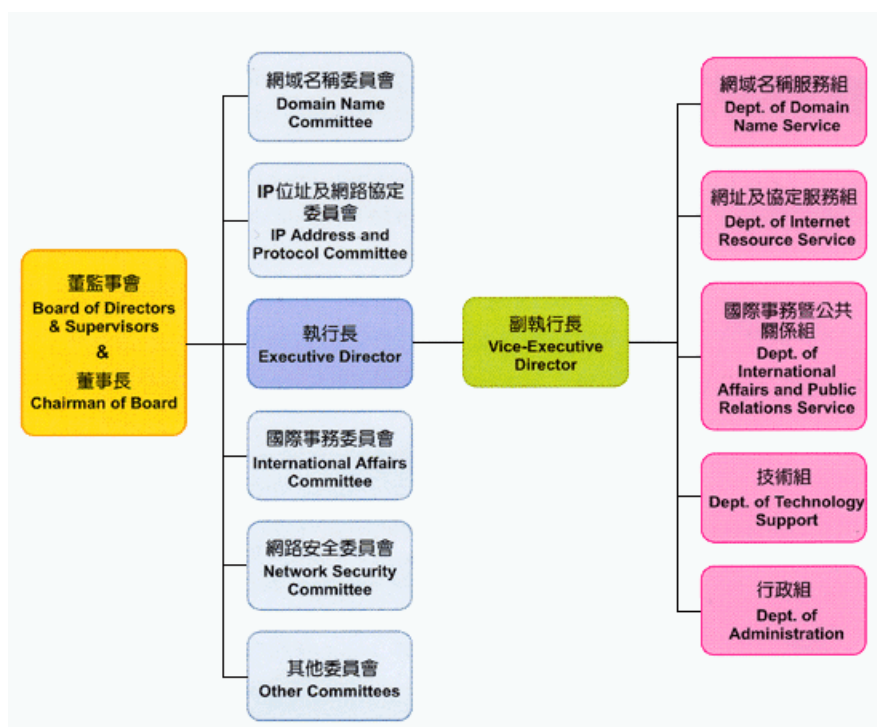 董監事會
Board of Directors
& Supervisors
&
董事長
Chairman of Board
網域名稱委員會
Domain Name
Committee
IP位址及網路協定
委員會
IP Address and
Protocol Committee
執行長
Executive Director
國際事務委員會
International Affairs
Committee
網路安全委員會
Network Security
Committee
其他委員會
Other Committees
副執行長
Vice-Executive
Director
網域名稱服務組
Dept. of Domain
Name Service
網址及協定服務組
Dept. of Internet
Resource Service
國際事務暨公共
關係組
Dept. of
International
Affairs and Public
Relations Service
技術組
Dept. of Technology
Support
行政組
Dept. of
Administration